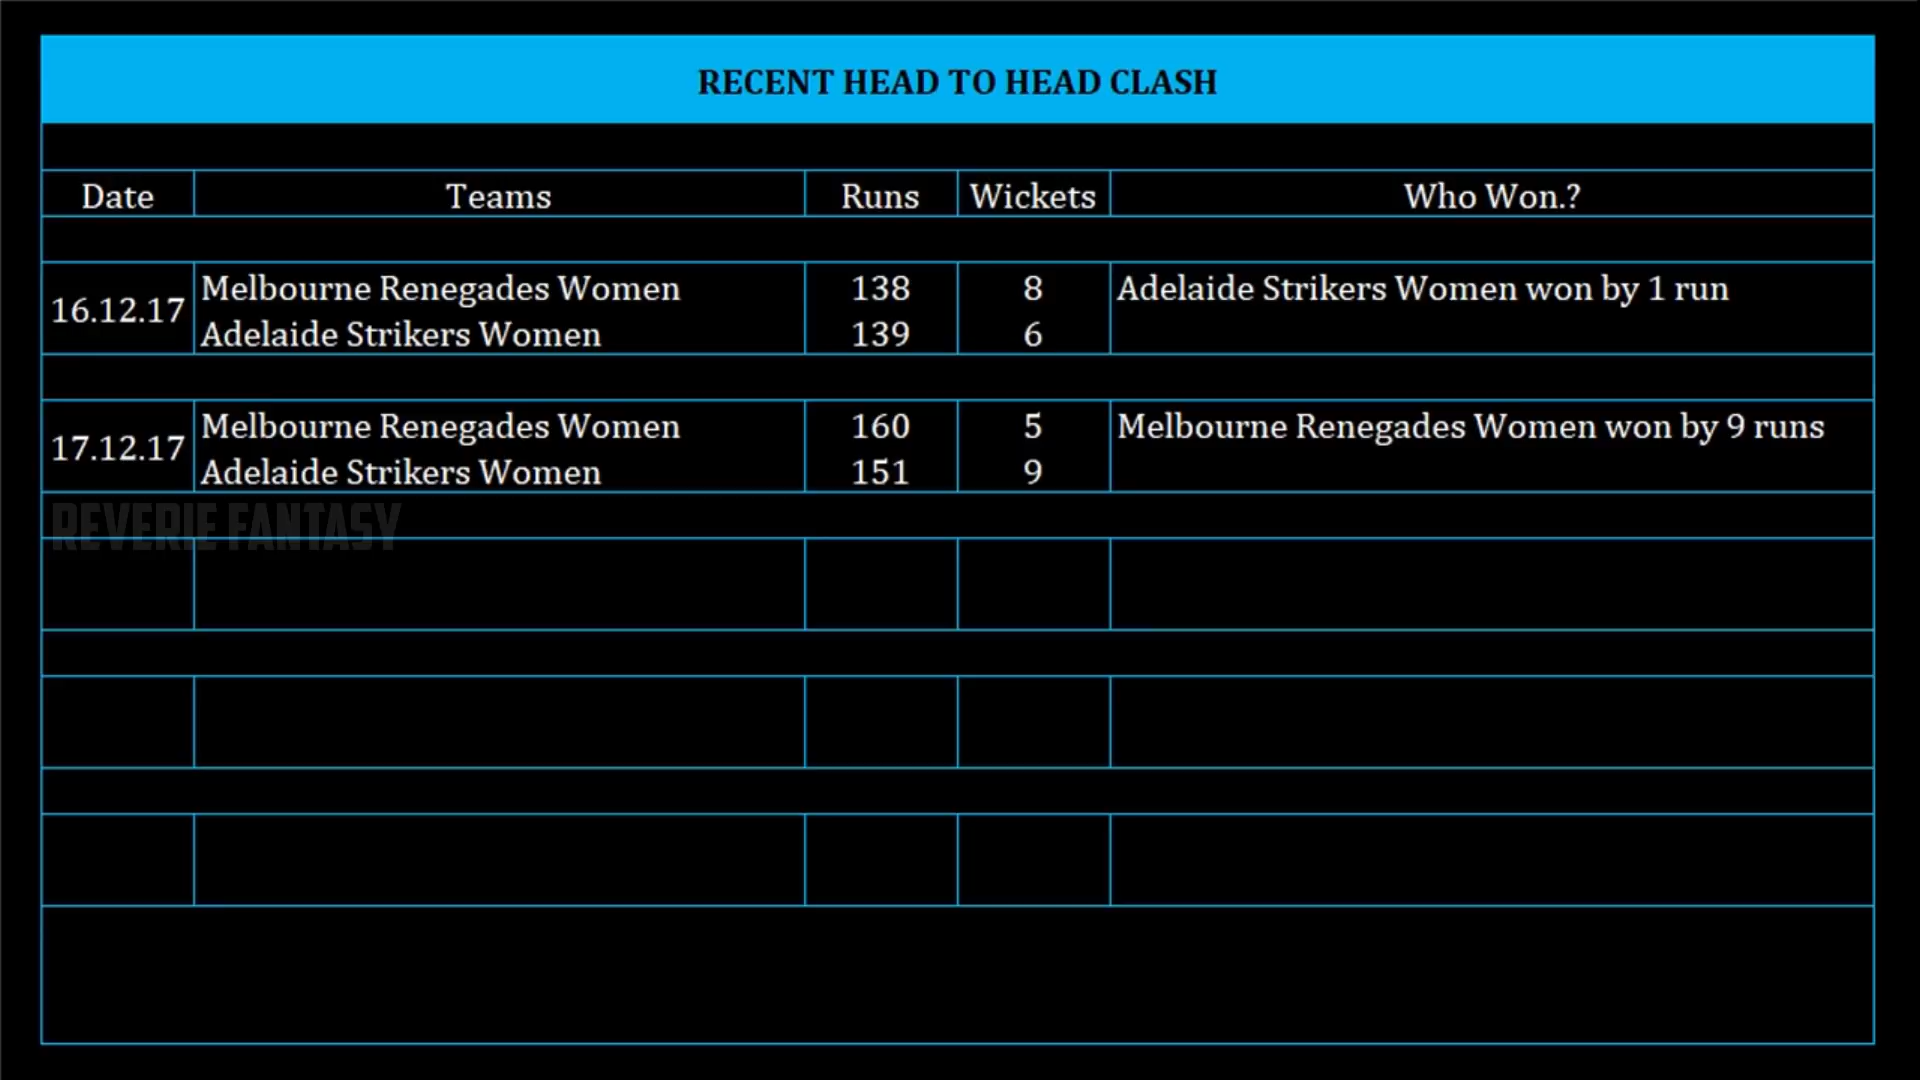 RECENT HEAD TO HEAD CLASH
Date Teams Runs Wickets Who Won.?
16.12.17 Melbourne Renegades Women 138 8 Adelaide Strikers Women won by 1 run
Adelaide Strikers Women 139 6
17.12.17 Melbourne Renegades Women 160 5 Melbourne Renegades Women won by 9 runs
Adelaide Strikers Women 151 9
REVERIE FANTASY